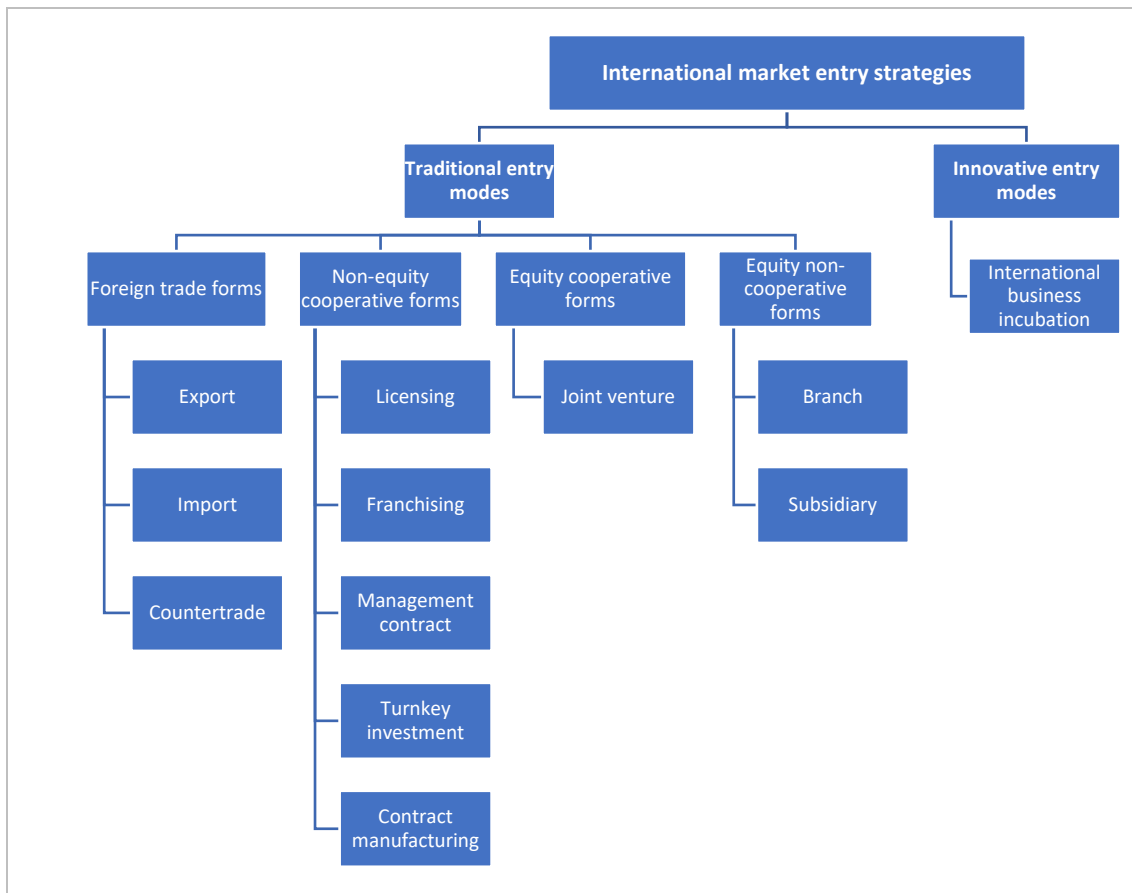 International market entry strategies
Traditional entry
modes
Innovative entry
modes
Foreign trade forms
Non-equity
cooperative forms
Equity cooperative
forms
Equity non-
cooperative
forms
International
business
incubation
Export
Licensing
Joint venture
Branch
Import
Franchising
Subsidiary
Countertrade
Management
contract
Turnkey
investment
Contract
manufacturing